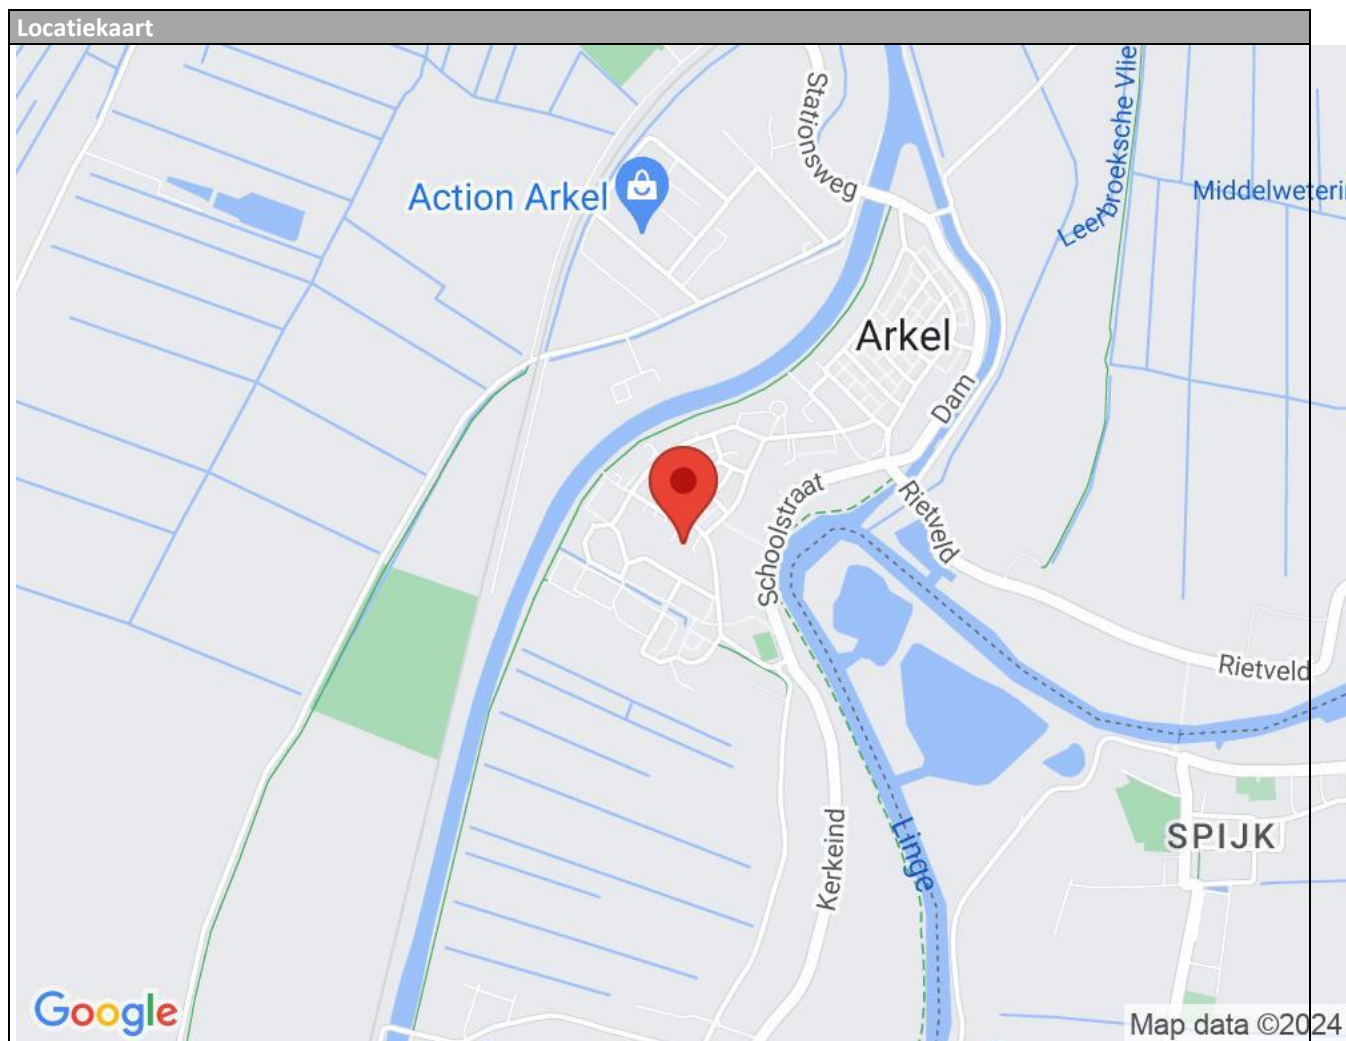 Locatiekaart
Stationsweg
Leerbroeksche Vlie
Action Arkel
Middelweterin
Arkel
Dam
Schoolstraat
Rietveld
Rietveld
SPIJK
Linge
Kerkeind
Google
Map data ©2024